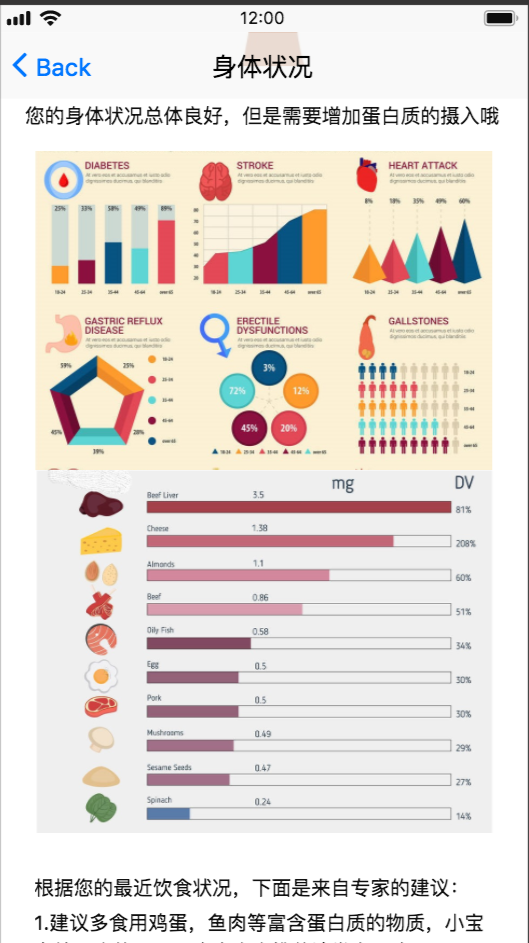 12:00
Back
身体状况
您的身体状况总体良好，但是需要增加蛋白质的摄入哦
DIABETES
At vero eos et accusamus et iusto odio
dignissimos ducimus, qui blanditiis
23% 33% 58% 49% 89%
18-24 25-34 35-44 45-64 over 65
STROKE
At vero eos et accusamus et iusto odio
dignissimos ducimus, qui blanditiis
80
70
60
50
40
30
20
18-24 25-34 35-44 45-64 over 65
HEART ATTACK
At vero eos et accusamus et iusto odio
dignissimos ducimus, qui blanditiis
8% 18% 35% 49% 60%
18-24 25-34 35-44 45-64 over 65
GASTRIC REFLUX
DISEASE
At vero eos et accusamus et iusto odio
dignissimos ducimus, qui blanditiis
59% 25%
45% 28%
39%
18-24
25-34
35-44
45-64
over 65
ERECTILE
DYSFUNCTIONS
At vero eos et accusamus et iusto odio
dignissimos ducimus, qui blanditiis
3%
72% 12%
45% 20%
18-24 25-34 35-44 45-64 over 65
GALLSTONES
At vero eos et accusamus et iusto odio
dignissimos ducimus, qui blanditiis
18-24
25-34
35-44
45-64
over 65
mg DV
Beef Liver 3.5
81%
Cheese 1.38
208%
Almonds 1.1
60%
Beef 0.86
51%
Oily Fish 0.58
34%
Egg 0.5
30%
Pork 0.5
30%
Mushrooms 0.49
29%
Sesame Seeds 0.47
27%
Spinach 0.24
14%
根据您的最近饮食状况，下面是来自专家的建议：
1.建议多食用鸡蛋，鱼肉等富含蛋白质的物质，小宝